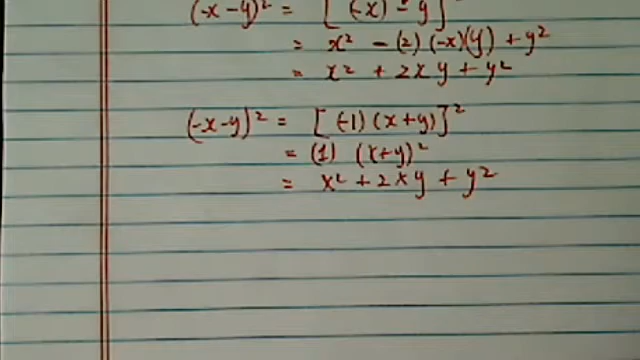 (-x-y)² = [(-x) - y]²
= x² - (2)(-x)(y) + y²
= x² + 2xy + y²
(-x-y)² = [(-1)(x+y)]²
= (1) (x+y)²
= x² + 2xy + y²